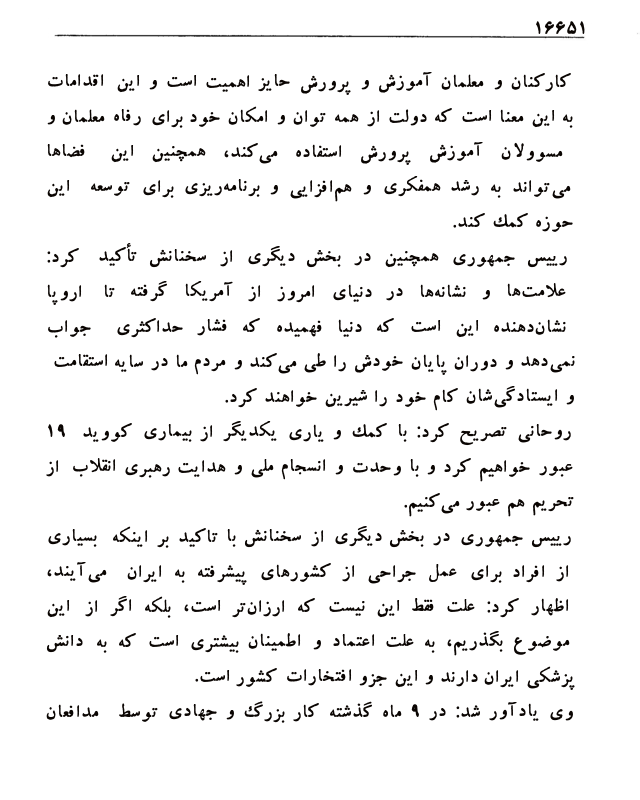 ۱۶۶۵۱
کارکنان و معلمان آموزش و پرورش حایز اهمیت است و این اقدامات
به این معنا است که دولت از همه توان و امکان خود برای رفاه معلمان و
مسوولان آموزش پرورش استفاده می‌کند، همچنین این فضاها
می‌تواند به رشد همفکری و هم‌افزایی و برنامه‌ریزی برای توسعه این
حوزه کمك کند.
رییس جمهوری همچنین در بخش دیگری از سخنانش تأکید کرد:
علامت‌ها و نشانه‌ها در دنیای امروز از آمریکا گرفته تا اروپا
نشان‌دهنده این است که دنیا فهمیده که فشار حداکثری جواب
نمی‌دهد و دوران پایان خودش را طی می‌کند و مردم ما در سایه استقامت
و ایستادگی‌شان کام خود را شیرین خواهند کرد.
روحانی تصریح کرد: با کمك و یاری یکدیگر از بیماری کووید ۱۹
عبور خواهیم کرد و با وحدت و انسجام ملی و هدایت رهبری انقلاب از
تحریم هم عبور می‌کنیم.
رییس جمهوری در بخش دیگری از سخنانش با تاکید بر اینکه بسیاری
از افراد برای عمل جراحی از کشورهای پیشرفته به ایران می‌آیند،
اظهار کرد: علت فقط این نیست که ارزان‌تر است، بلکه اگر از این
موضوع بگذریم، به علت اعتماد و اطمینان بیشتری است که به دانش
پزشکی ایران دارند و این جزو افتخارات کشور است.
وی یادآور شد: در ۹ ماه گذشته کار بزرگ و جهادی توسط مدافعان